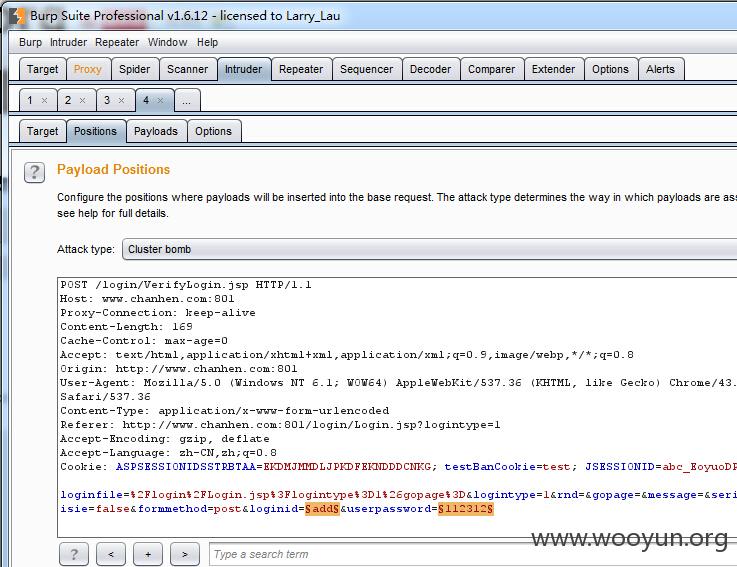 Burp Suite Professional v1.6.12 - licensed to Larry_Lau
Burp Intruder Repeater Window Help
Target Proxy Spider Scanner Intruder Repeater Sequencer Decoder Comparer Extender Options Alerts
1 × 2 × 3 × 4 × ...
Target Positions Payloads Options
? Payload Positions
Configure the positions where payloads will be inserted into the base request. The attack type determines the way in which payloads are ass
see help for full details.
Attack type: Cluster bomb
POST /login/VerifyLogin.jsp HTTP/1.1
Host: www.chanhen.com:801
Proxy-Connection: keep-alive
Content-Length: 169
Cache-Control: max-age=0
Accept: text/html,application/xhtml+xml,application/xml;q=0.9,image/webp,*/*;q=0.8
Origin: http://www.chanhen.com:801
User-Agent: Mozilla/5.0 (Windows NT 6.1; WOW64) AppleWebKit/537.36 (KHTML, like Gecko) Chrome/43.
Safari/537.36
Content-Type: application/x-www-form-urlencoded
Referer: http://www.chanhen.com:801/login/Login.jsp?logintype=1
Accept-Encoding: gzip, deflate
Accept-Language: zh-CN,zh;q=0.8
Cookie: ASPSESSIONIDSSTRBTAA=EKDMJMMDLJPKDFEKNDDDCNKG; testBanCookie=test; JSESSIONID=abc_EoyuoDP
loginfile=%2Flogin%2FLogin.jsp%3Flogintype%3D1%26gopage%3D&logintype=1&rnd=&gopage=&message=&seri
isie=false&formmethod=post&loginid=§add§&userpassword=§112312§
? < + > Type a search term
www.wooyun.org